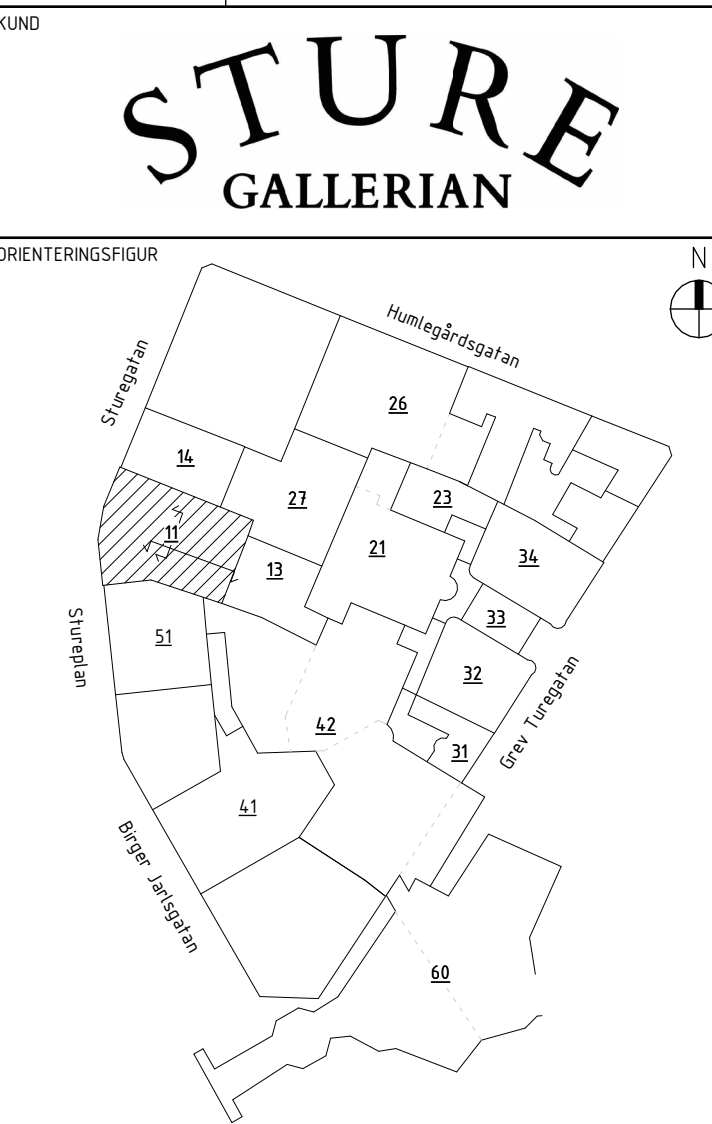 KUND
STURE
GALLERIAN
ORIENTERINGSFIGUR
N
Humlegårdsgatan
Sturegatan
26
14
27
23
11
21
34
13
33
51
Stureplan
32
42
Grev Turegatan
31
41
Birger Jarlsgatan
60